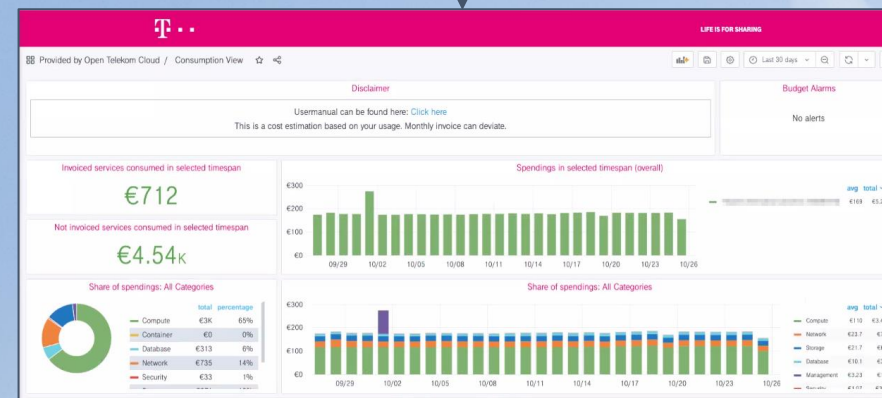 T
LIFE IS FOR SHARING
Provided by Open Telekom Cloud / Consumption View
Last 30 days
Disclaimer
Usermanual can be found here: Click here
This is a cost estimation based on your usage. Monthly invoice can deviate.
Budget Alarms
No alerts
Invoiced services consumed in selected timespan
€712
Not invoiced services consumed in selected timespan
€4.54K
Spendings in selected timespan (overall)
€300
€200
€100
€0
09/29 10/02 10/05 10/08 10/11 10/14 10/17 10/20 10/23 10/26
avg total
€169
Share of spendings: All Categories
total percentage
Compute €3K 65%
Container €0 0%
Database €313 6%
Network €735 14%
Security €33 1%
Share of spendings: All Categories
€300
€200
€100
€0
09/29 10/02 10/05 10/08 10/11 10/14 10/17 10/20 10/23 10/26
avg total
Compute €110
Network €23.7
Storage €21.7
Database €10.1
Management €3.23